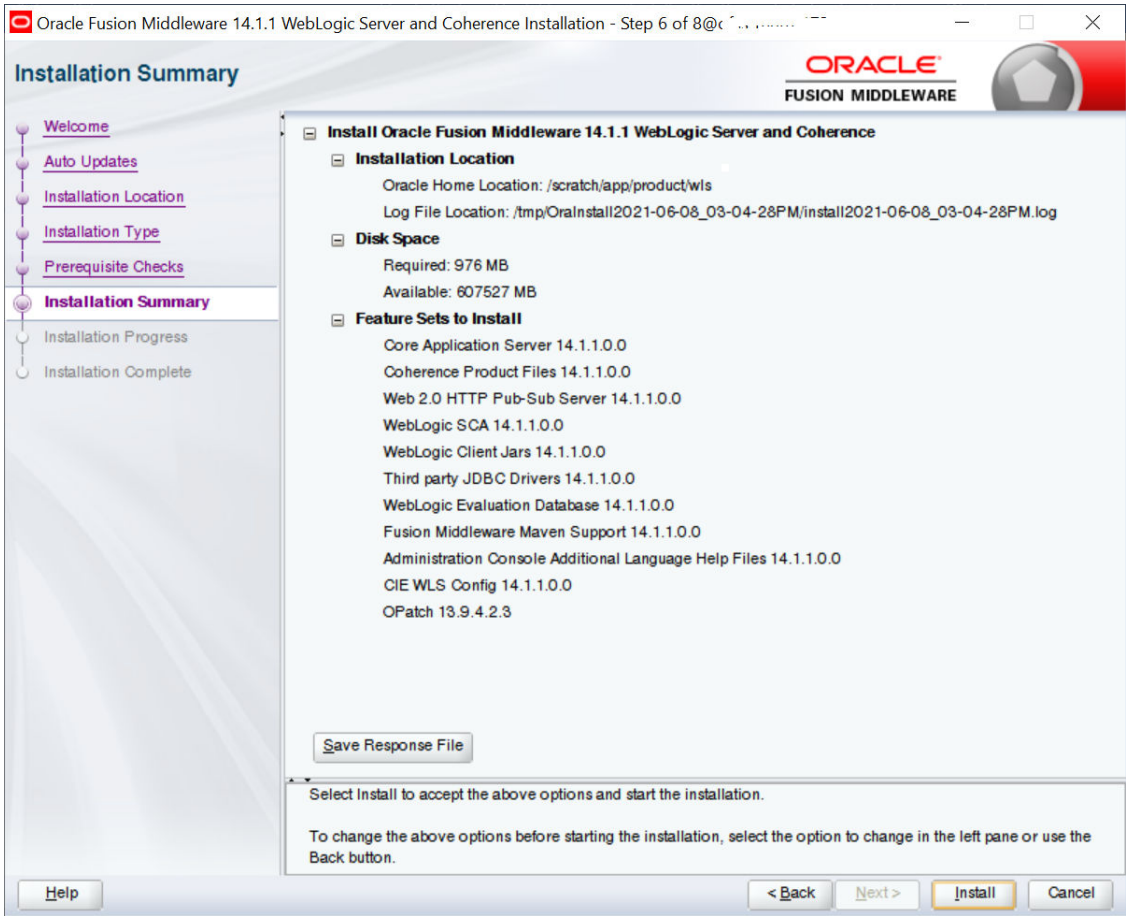 Oracle Fusion Middleware 14.1.1 WebLogic Server and Coherence Installation - Step 6 of 8@
Installation Summary
ORACLE
FUSION MIDDLEWARE
Welcome
Auto Updates
Installation Location
Installation Type
Prerequisite Checks
Installation Summary
Installation Progress
Installation Complete
Install Oracle Fusion Middleware 14.1.1 WebLogic Server and Coherence
Installation Location
Oracle Home Location: /scratch/app/product/wls
Log File Location: /tmp/OraInstall2021-06-08_03-04-28PM/install2021-06-08_03-04-28PM.log
Disk Space
Required: 976 MB
Available: 607527 MB
Feature Sets to Install
Core Application Server 14.1.1.0.0
Coherence Product Files 14.1.1.0.0
Web 2.0 HTTP Pub-Sub Server 14.1.1.0.0
WebLogic SCA 14.1.1.0.0
WebLogic Client Jars 14.1.1.0.0
Third party JDBC Drivers 14.1.1.0.0
WebLogic Evaluation Database 14.1.1.0.0
Fusion Middleware Maven Support 14.1.1.0.0
Administration Console Additional Language Help Files 14.1.1.0.0
CIE WLS Config 14.1.1.0.0
OPatch 13.9.4.2.3
Save Response File
Select Install to accept the above options and start the installation.
To change the above options before starting the installation, select the option to change in the left pane or use the
Back button.
Help
< Back
Next >
Install
Cancel